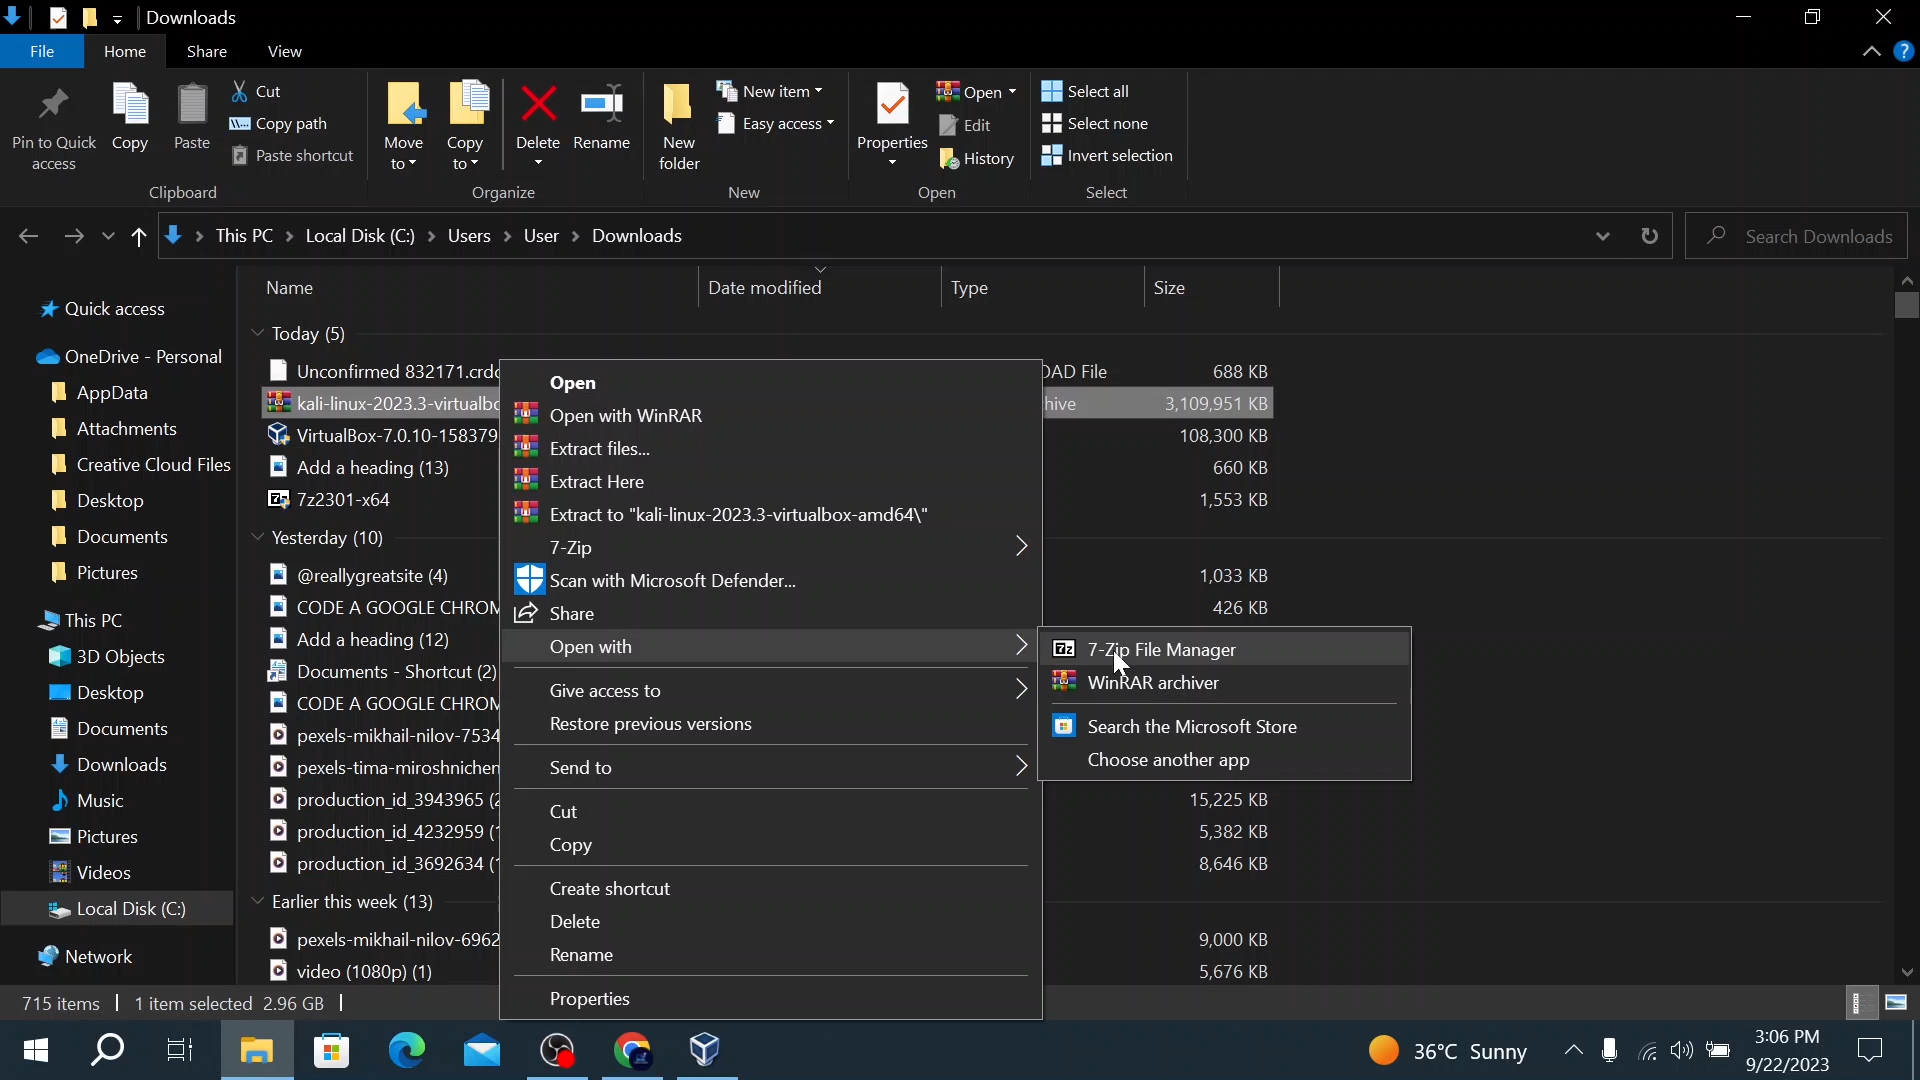 Downloads
File Home Share View
Pin to Quick access
Copy
Paste
Cut
Copy path
Paste shortcut
Clipboard
Move to
Copy to
Delete
Rename
Organize
New folder
New item
Easy access
New
Properties
Open
Edit
History
Open
Select all
Select none
Invert selection
Select
This PC Local Disk (C:) Users User Downloads
Search Downloads
Quick access
OneDrive - Personal
AppData
Attachments
Creative Cloud Files
Desktop
Documents
Pictures
This PC
3D Objects
Desktop
Documents
Downloads
Music
Pictures
Videos
Local Disk (C:)
Network
Name Date modified Type Size
Today (5)
Unconfirmed 832171.crdo DAD File 688 KB
kali-linux-2023.3-virtualbo hive 3,109,951 KB
VirtualBox-7.0.10-158379 108,300 KB
Add a heading (13) 660 KB
7z2301-x64 1,553 KB
Yesterday (10)
@reallygreatsite (4) 1,033 KB
CODE A GOOGLE CHROM 426 KB
Add a heading (12)
Documents - Shortcut (2)
CODE A GOOGLE CHROM
pexels-mikhail-nilov-7534
pexels-tima-miroshnichen
production_id_3943965 (2 15,225 KB
production_id_4232959 (1 5,382 KB
production_id_3692634 (1 8,646 KB
Earlier this week (13)
pexels-mikhail-nilov-6962 9,000 KB
video (1080p) (1) 5,676 KB
Open
Open with WinRAR
Extract files...
Extract Here
Extract to "kali-linux-2023.3-virtualbox-amd64\"
7-Zip
Scan with Microsoft Defender...
Share
Open with
Give access to
Restore previous versions
Send to
Cut
Copy
Create shortcut
Delete
Rename
Properties
7-Zip File Manager
WinRAR archiver
Search the Microsoft Store
Choose another app
715 items 1 item selected 2.96 GB
36°C Sunny
3:06 PM
9/22/2023